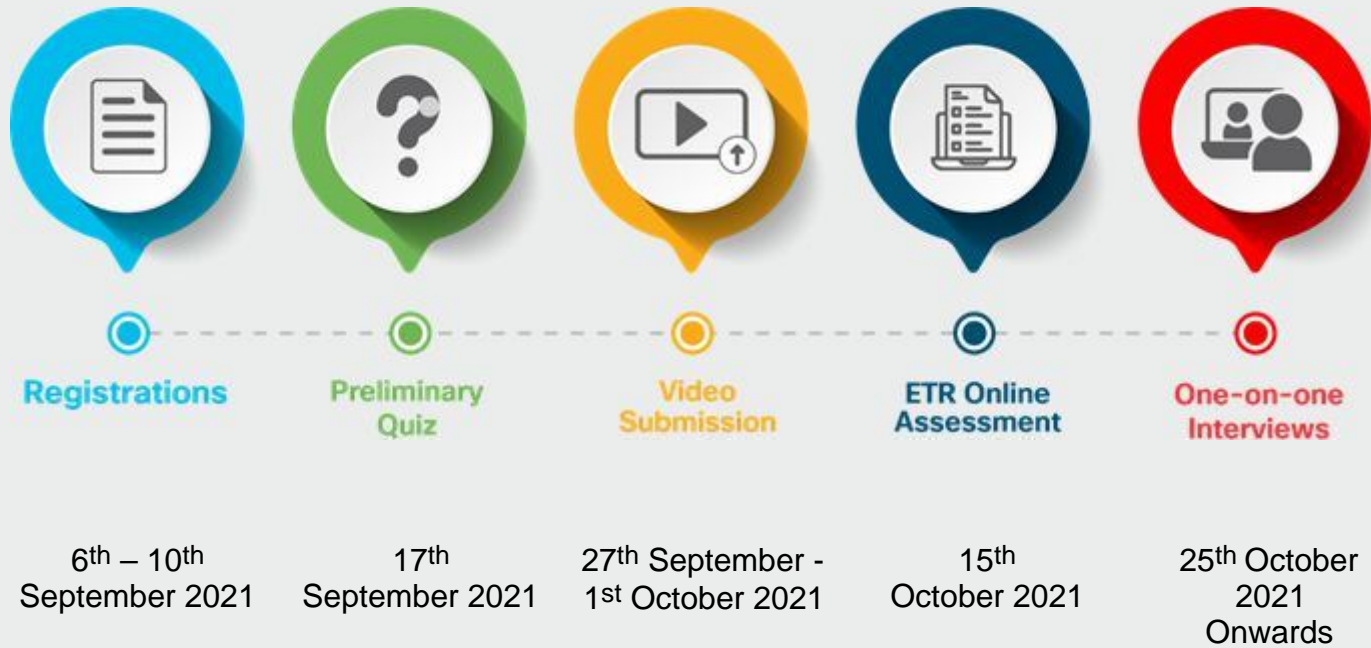 Registrations
Preliminary
Quiz
Video
Submission
ETR Online
Assessment
One-on-one
Interviews
6th – 10th
September 2021
17th
September 2021
27th September -
1st October 2021
15th
October 2021
25th October
2021
Onwards